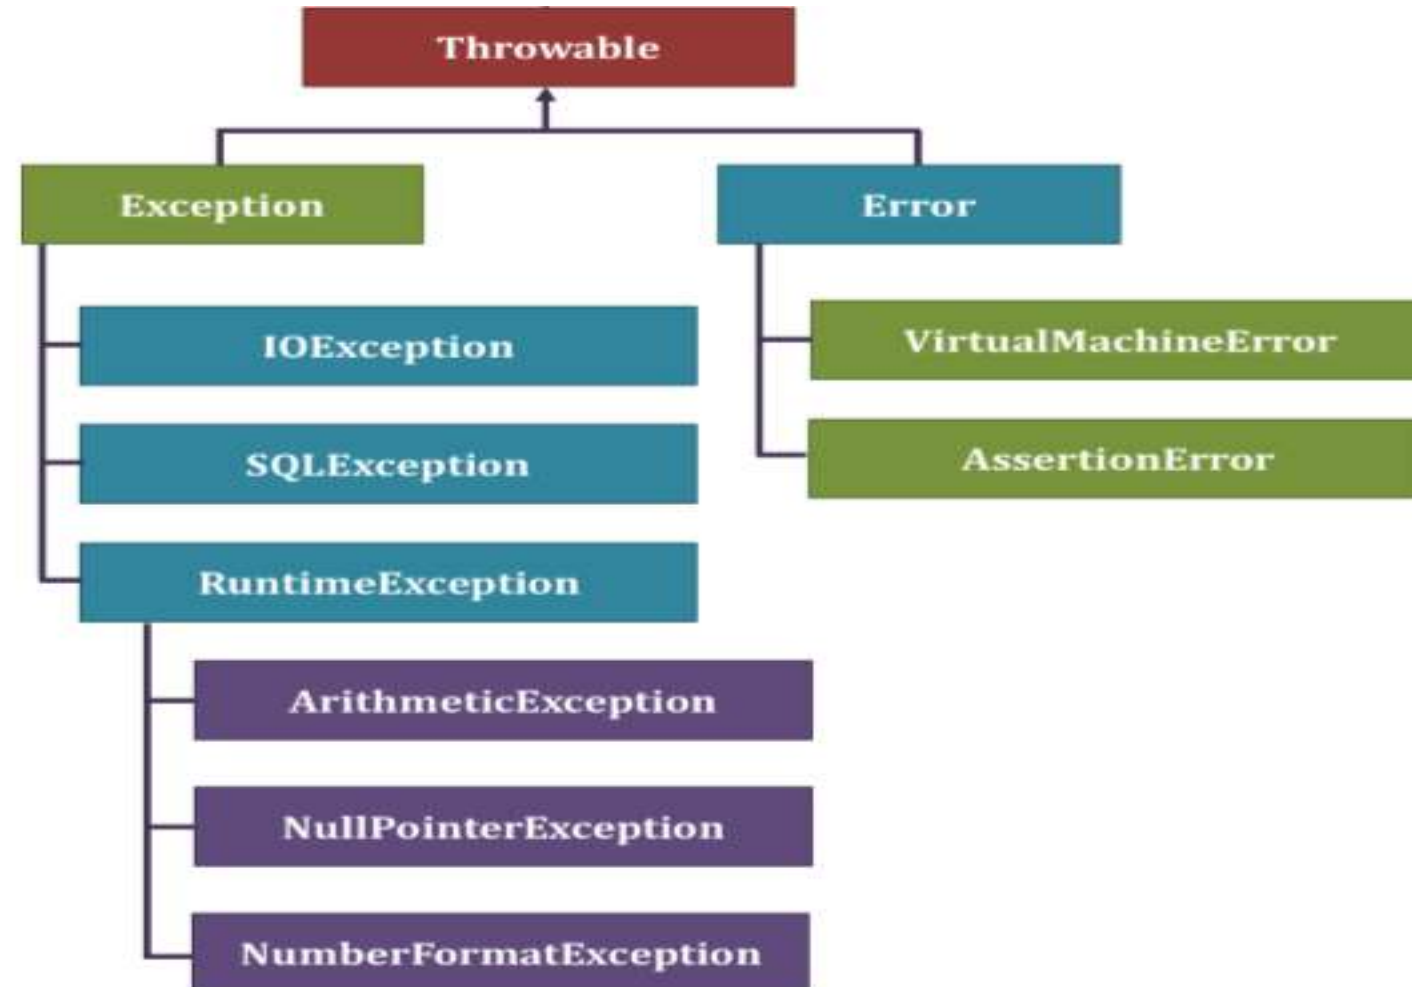 Throwable
Exception
Error
IOException
SQLException
RuntimeException
ArithmeticException
NullPointerException
NumberFormatException
VirtualMachineError
AssertionError